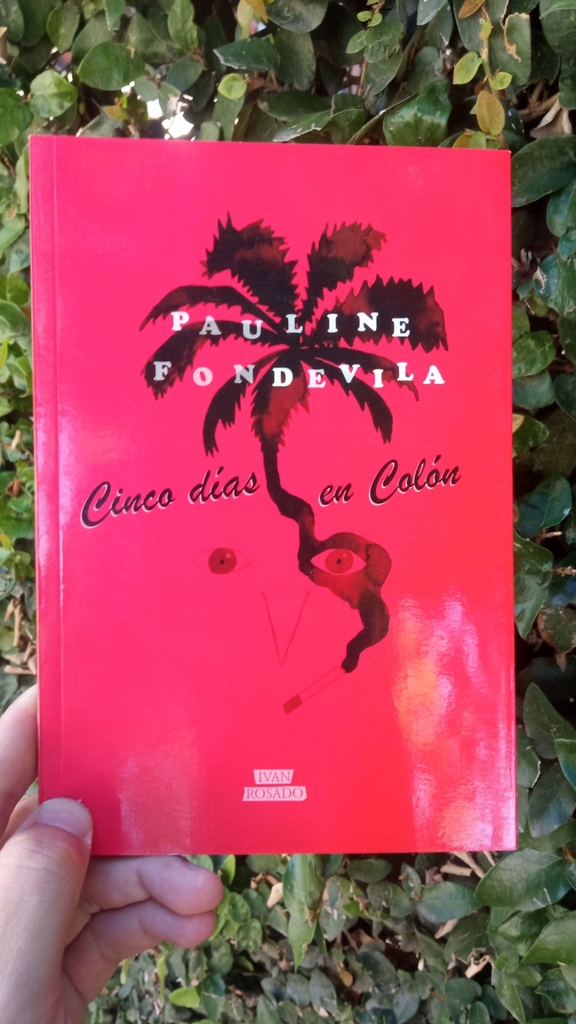 PAULINE
FONDEVILA
Cinco días en Colón
IVAN
ROSADO